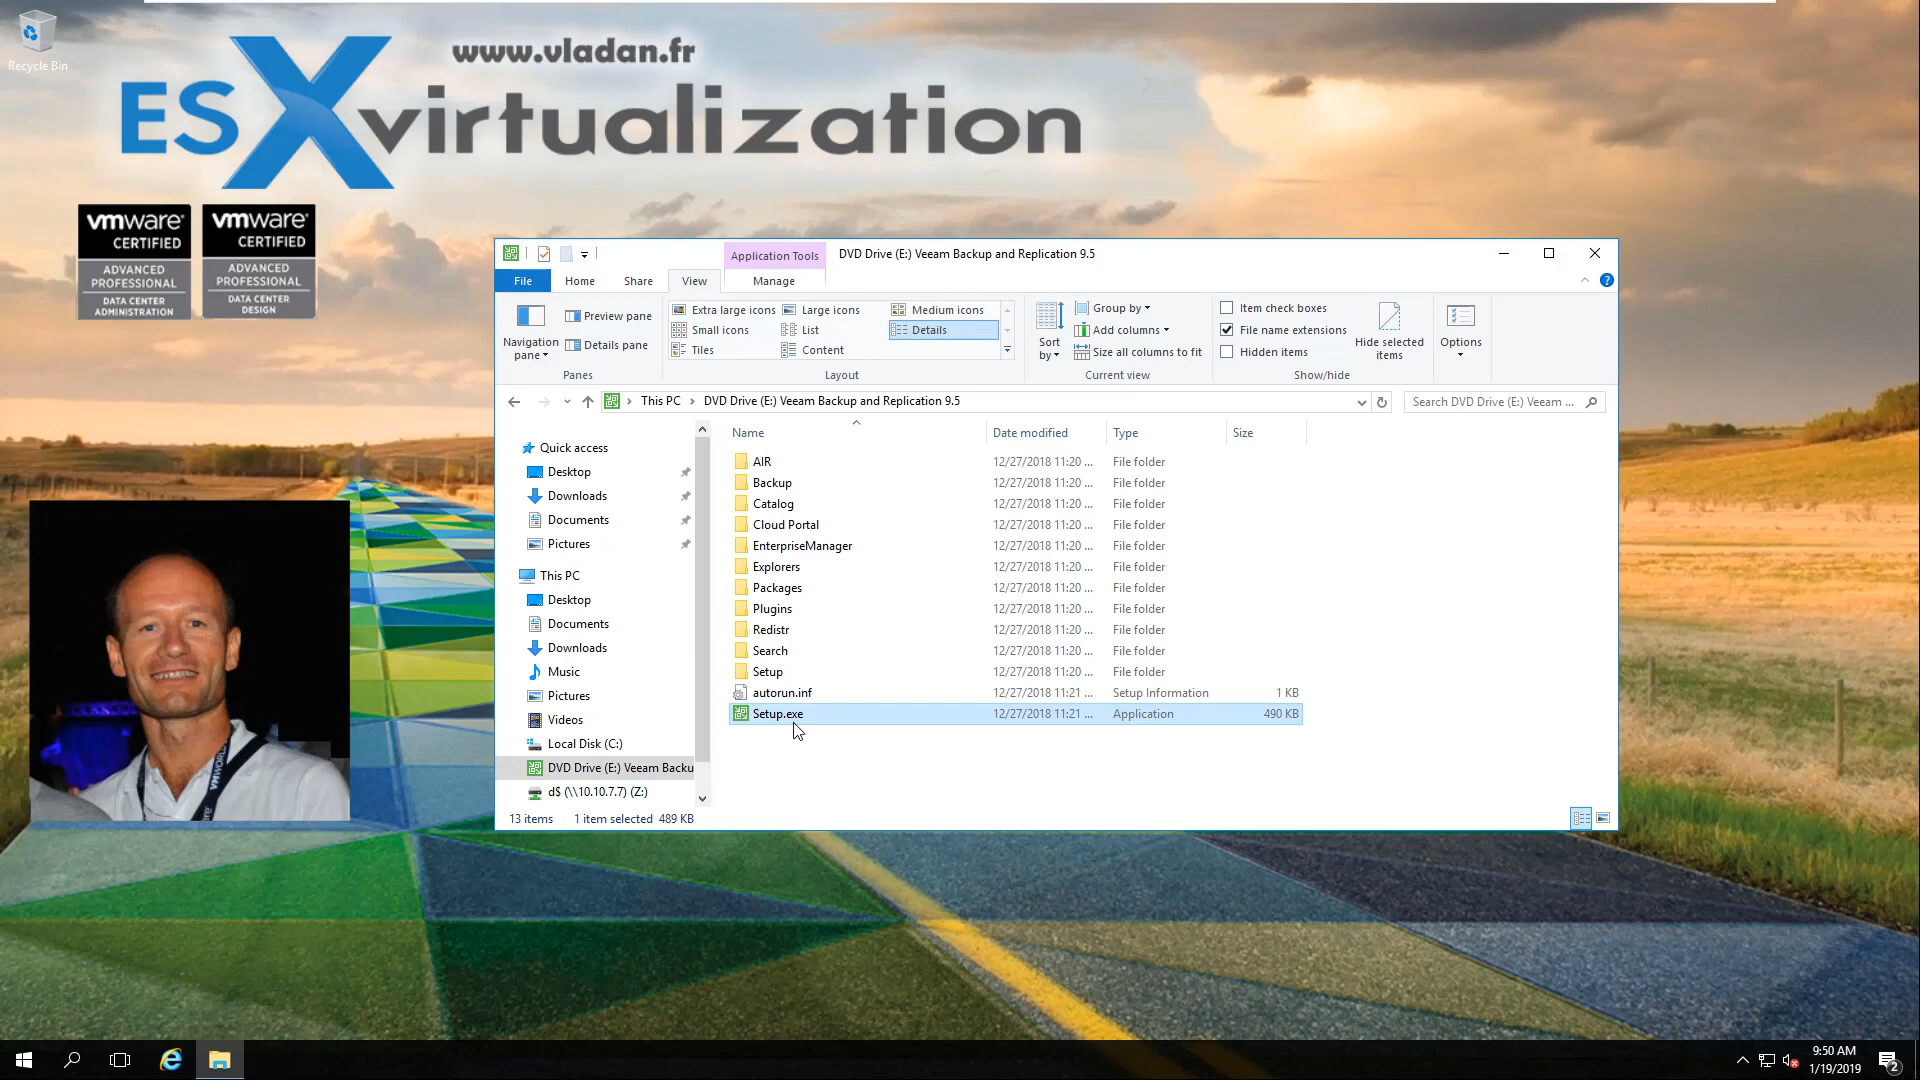 Recycle Bin
www.vladan.fr
ESXvirtualization
vmware® CERTIFIED
ADVANCED PROFESSIONAL
DATA CENTER ADMINISTRATION
vmware® CERTIFIED
ADVANCED PROFESSIONAL
DATA CENTER DESIGN
Application Tools
DVD Drive (E:) Veeam Backup and Replication 9.5
File Home Share View Manage
Navigation pane
Preview pane
Details pane
Panes
Extra large icons Large icons Medium icons
Small icons List Details
Tiles Content
Layout
Sort by
Group by
Add columns
Size all columns to fit
Current view
Item check boxes
File name extensions
Hidden items
Hide selected items
Show/hide
Options
This PC > DVD Drive (E:) Veeam Backup and Replication 9.5
Search DVD Drive (E:) Veeam ...
Quick access
Desktop
Downloads
Documents
Pictures
This PC
Desktop
Documents
Downloads
Music
Pictures
Videos
Local Disk (C:)
DVD Drive (E:) Veeam Backu
d$ (\\10.10.7.7) (Z:)
Name Date modified Type Size
AIR 12/27/2018 11:20 ... File folder
Backup 12/27/2018 11:20 ... File folder
Catalog 12/27/2018 11:20 ... File folder
Cloud Portal 12/27/2018 11:20 ... File folder
EnterpriseManager 12/27/2018 11:20 ... File folder
Explorers 12/27/2018 11:20 ... File folder
Packages 12/27/2018 11:20 ... File folder
Plugins 12/27/2018 11:20 ... File folder
Redistr 12/27/2018 11:20 ... File folder
Search 12/27/2018 11:20 ... File folder
Setup 12/27/2018 11:20 ... File folder
autorun.inf 12/27/2018 11:21 ... Setup Information 1 KB
Setup.exe 12/27/2018 11:21 ... Application 490 KB
13 items 1 item selected 489 KB
9:50 AM
1/19/2019
2